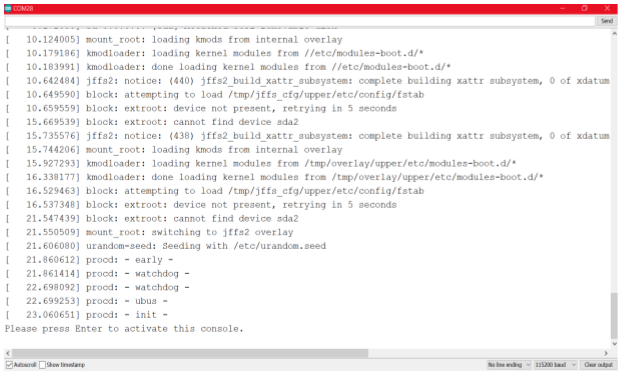 COM28
Send
[   10.124005] mount_root: loading kmods from internal overlay
[   10.179186] kmodloader: loading kernel modules from //etc/modules-boot.d/*
[   10.183991] kmodloader: done loading kernel modules from //etc/modules-boot.d/*
[   10.642484] jffs2: notice: (440) jffs2_build_xattr_subsystem: complete building xattr subsystem, 0 of xdatum
[   10.649590] block: attempting to load /tmp/jffs_cfg/upper/etc/config/fstab
[   10.659559] block: extroot: device not present, retrying in 5 seconds
[   15.669539] block: extroot: cannot find device sda2
[   15.735576] jffs2: notice: (438) jffs2_build_xattr_subsystem: complete building xattr subsystem, 0 of xdatum
[   15.744206] mount_root: loading kmods from internal overlay
[   15.927293] kmodloader: loading kernel modules from /tmp/overlay/upper/etc/modules-boot.d/*
[   16.338177] kmodloader: done loading kernel modules from /tmp/overlay/upper/etc/modules-boot.d/*
[   16.529463] block: attempting to load /tmp/jffs_cfg/upper/etc/config/fstab
[   16.537348] block: extroot: device not present, retrying in 5 seconds
[   21.547439] block: extroot: cannot find device sda2
[   21.550509] mount_root: switching to jffs2 overlay
[   21.606080] urandom-seed: Seeding with /etc/urandom.seed
[   21.860612] procd: - early -
[   21.861414] procd: - watchdog -
[   22.698092] procd: - watchdog -
[   22.699253] procd: - ubus -
[   23.060651] procd: - init -
Please press Enter to activate this console.
Autoscroll Show timestamp No line ending 115200 baud Clear output